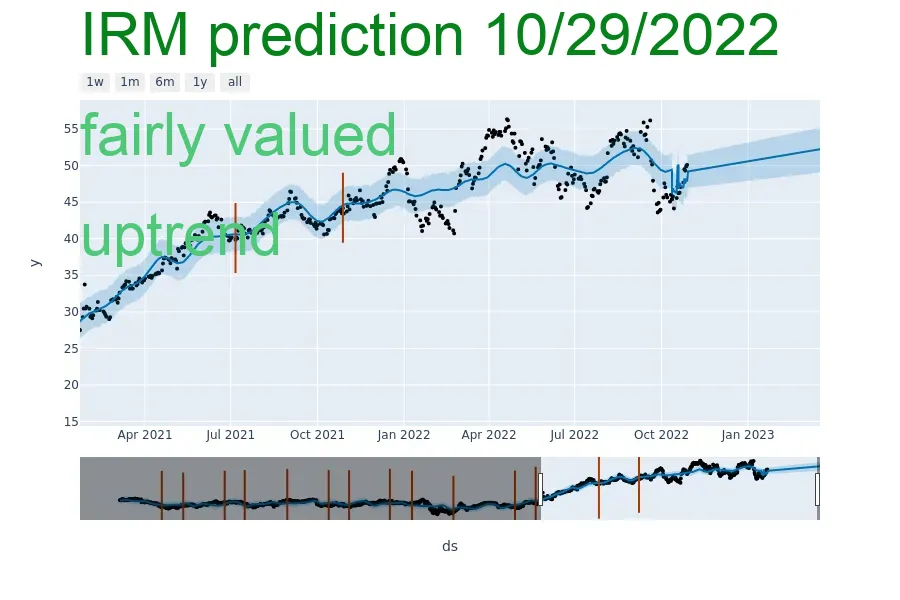 IRM prediction 10/29/2022
1w 1m 6m 1y all
fairly valued
uptrend
55
50
45
40
35
30
25
20
15
y
Apr 2021 Jul 2021 Oct 2021 Jan 2022 Apr 2022 Jul 2022 Oct 2022 Jan 2023
ds